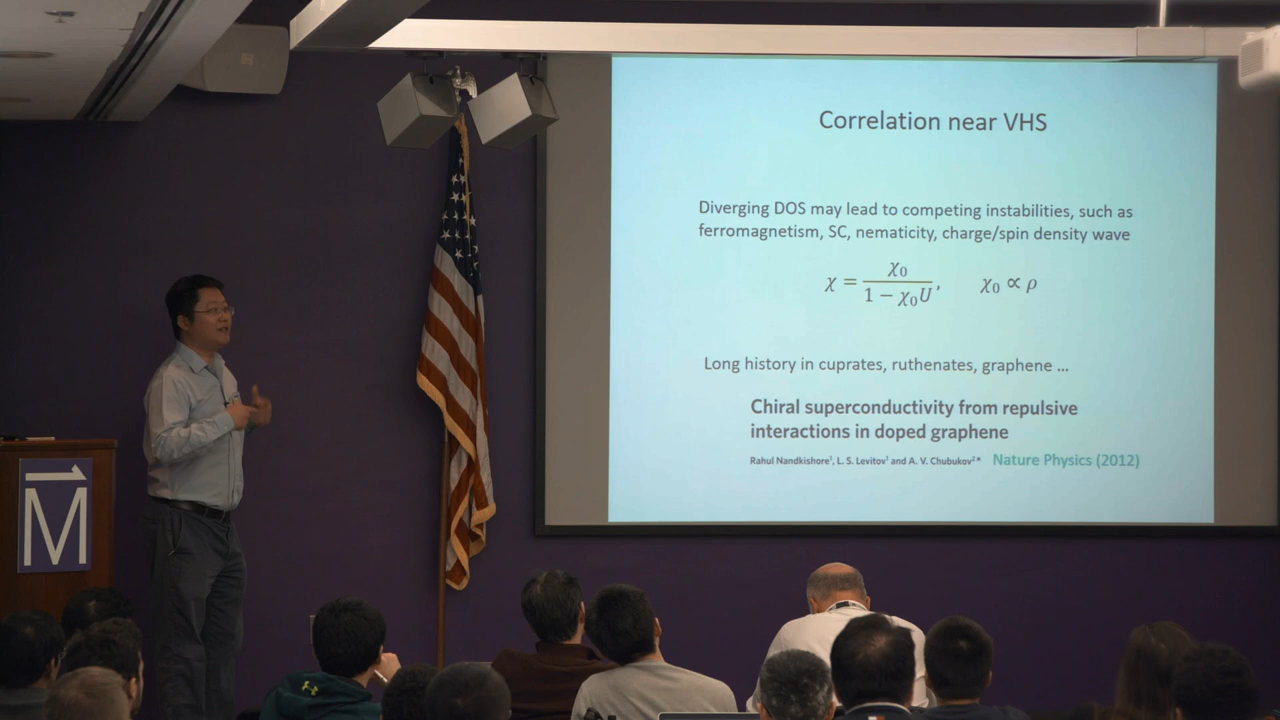 Correlation near VHS
Diverging DOS may lead to competing instabilities, such as
ferromagnetism, SC, nematicity, charge/spin density wave
χ = χ₀ / (1 − χ₀U), χ₀ ∝ ρ
Long history in cuprates, ruthenates, graphene ...
Chiral superconductivity from repulsive
interactions in doped graphene
Rahul Nandkishore¹, L. S. Levitov¹ and A. V. Chubukov²* Nature Physics (2012)
M